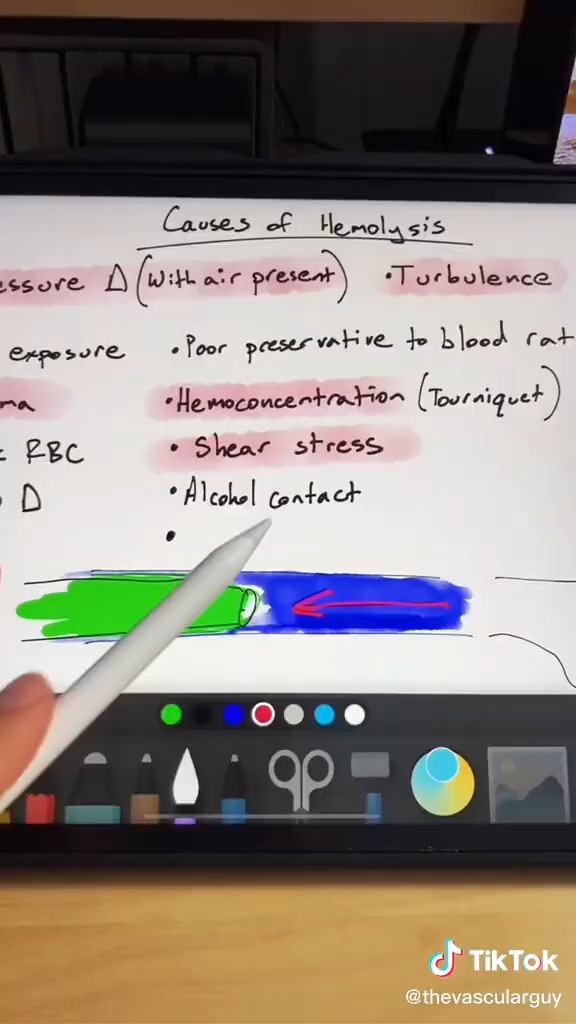 Causes of Hemolysis
essure Δ (With air present)
•Turbulence
exposure
•Poor preservative to blood rat
ma
•Hemoconcentration (Tourniquet)
RBC
• Shear stress
Δ
•Alcohol contact
•
TikTok
@thevascularguy